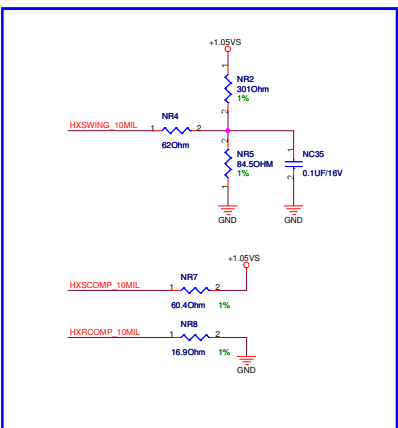 +1.05VS
1
NR2
301Ohm
1%
2
NR4
HXSWING_10MIL 1 2
62Ohm
2
NR5
84.5OHM
1%
1
1
NC35
0.1UF/16V
2
GND GND
+1.05VS
NR7
HXSCOMP_10MIL 1 2
60.4Ohm 1%
NR8
HXRCOMP_10MIL 1 2
16.9Ohm 1%
GND